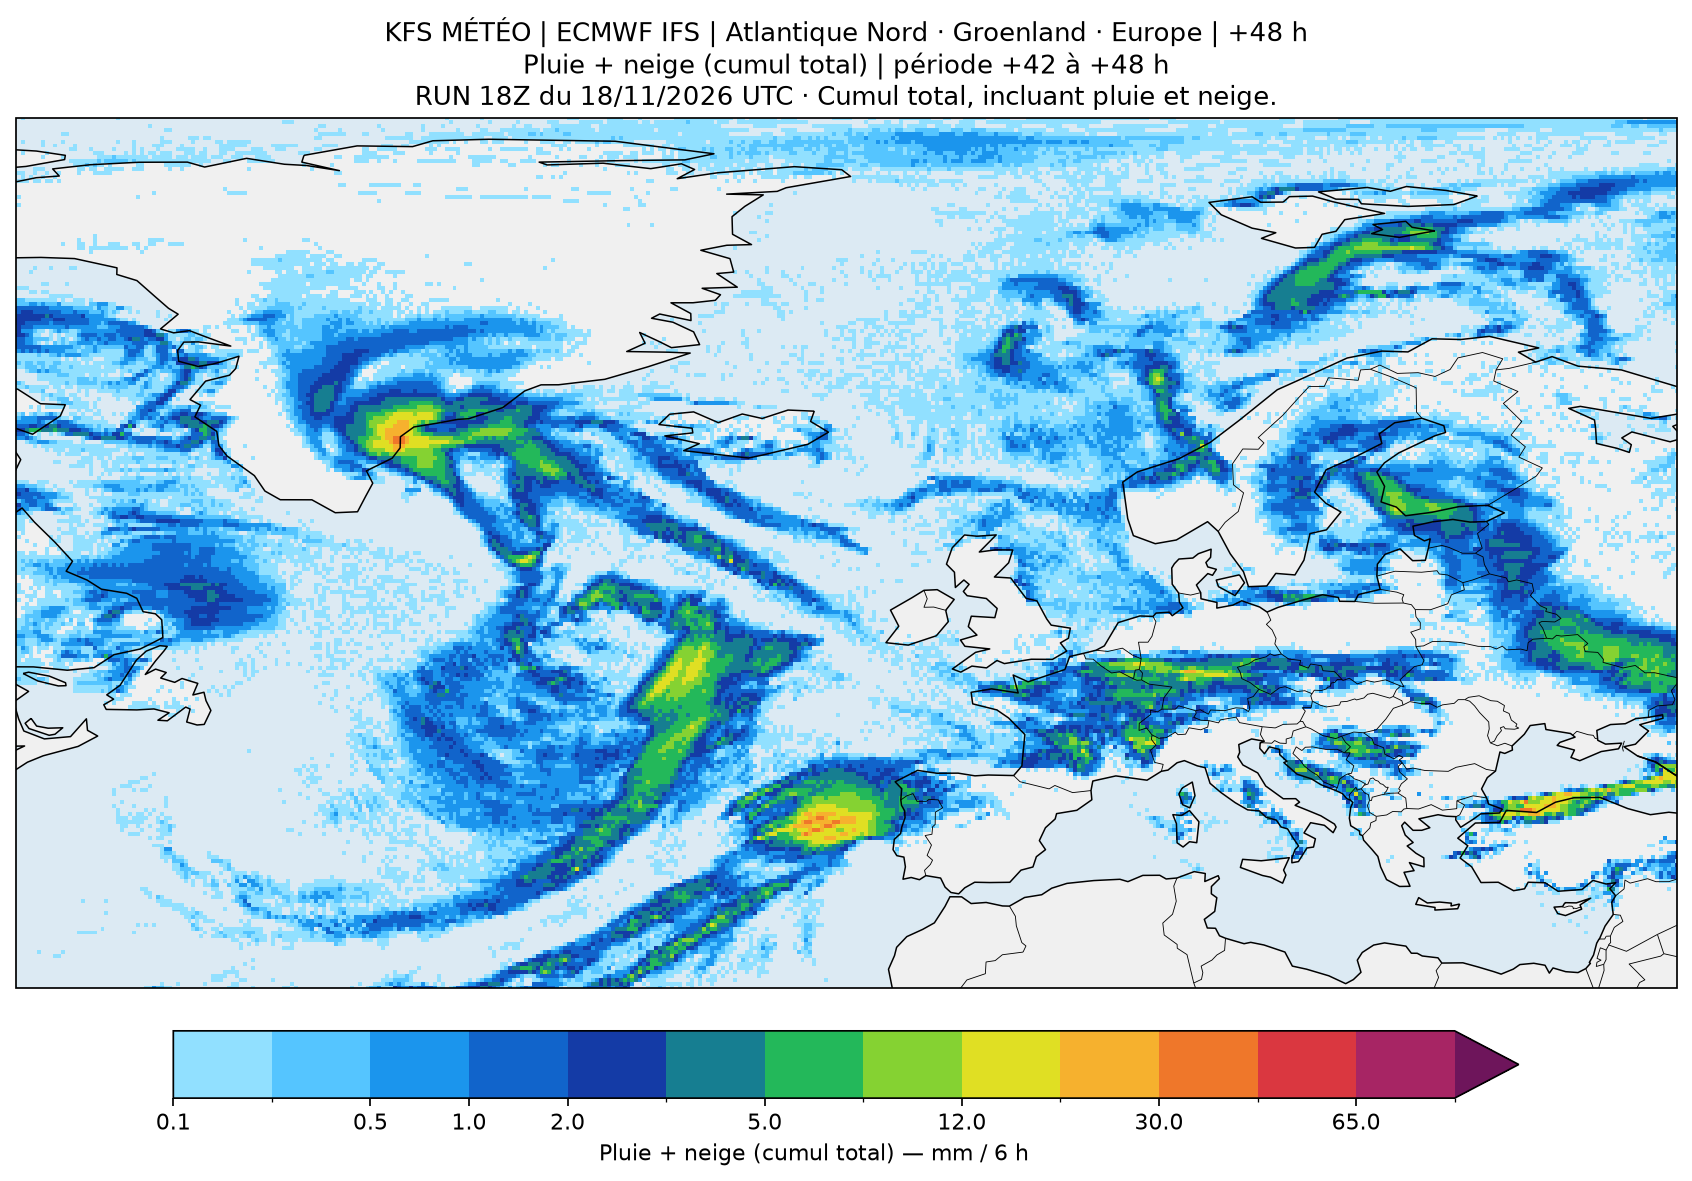 KFS MÉTÉO | ECMWF IFS | Atlantique Nord · Groenland · Europe | +48 h
Pluie + neige (cumul total) | période +42 à +48 h
RUN 18Z du 18/11/2026 UTC · Cumul total, incluant pluie et neige.
0.1 0.5 1.0 2.0 5.0 12.0 30.0 65.0
Pluie + neige (cumul total) — mm / 6 h